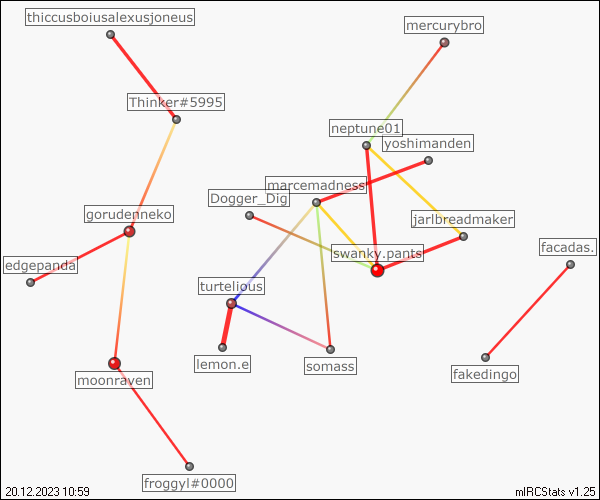 thiccusboiusalexusjoneus
mercurybro
Thinker#5995
neptune01
yoshimanden
marcemadness
Dogger_Dig
gorudenneko
jarlbreadmaker
swanky.pants
facadas.
edgepanda
turtelious
lemon.e
somass
fakedingo
moonraven
froggyl#0000
20.12.2023 10:59
mIRCStats v1.25